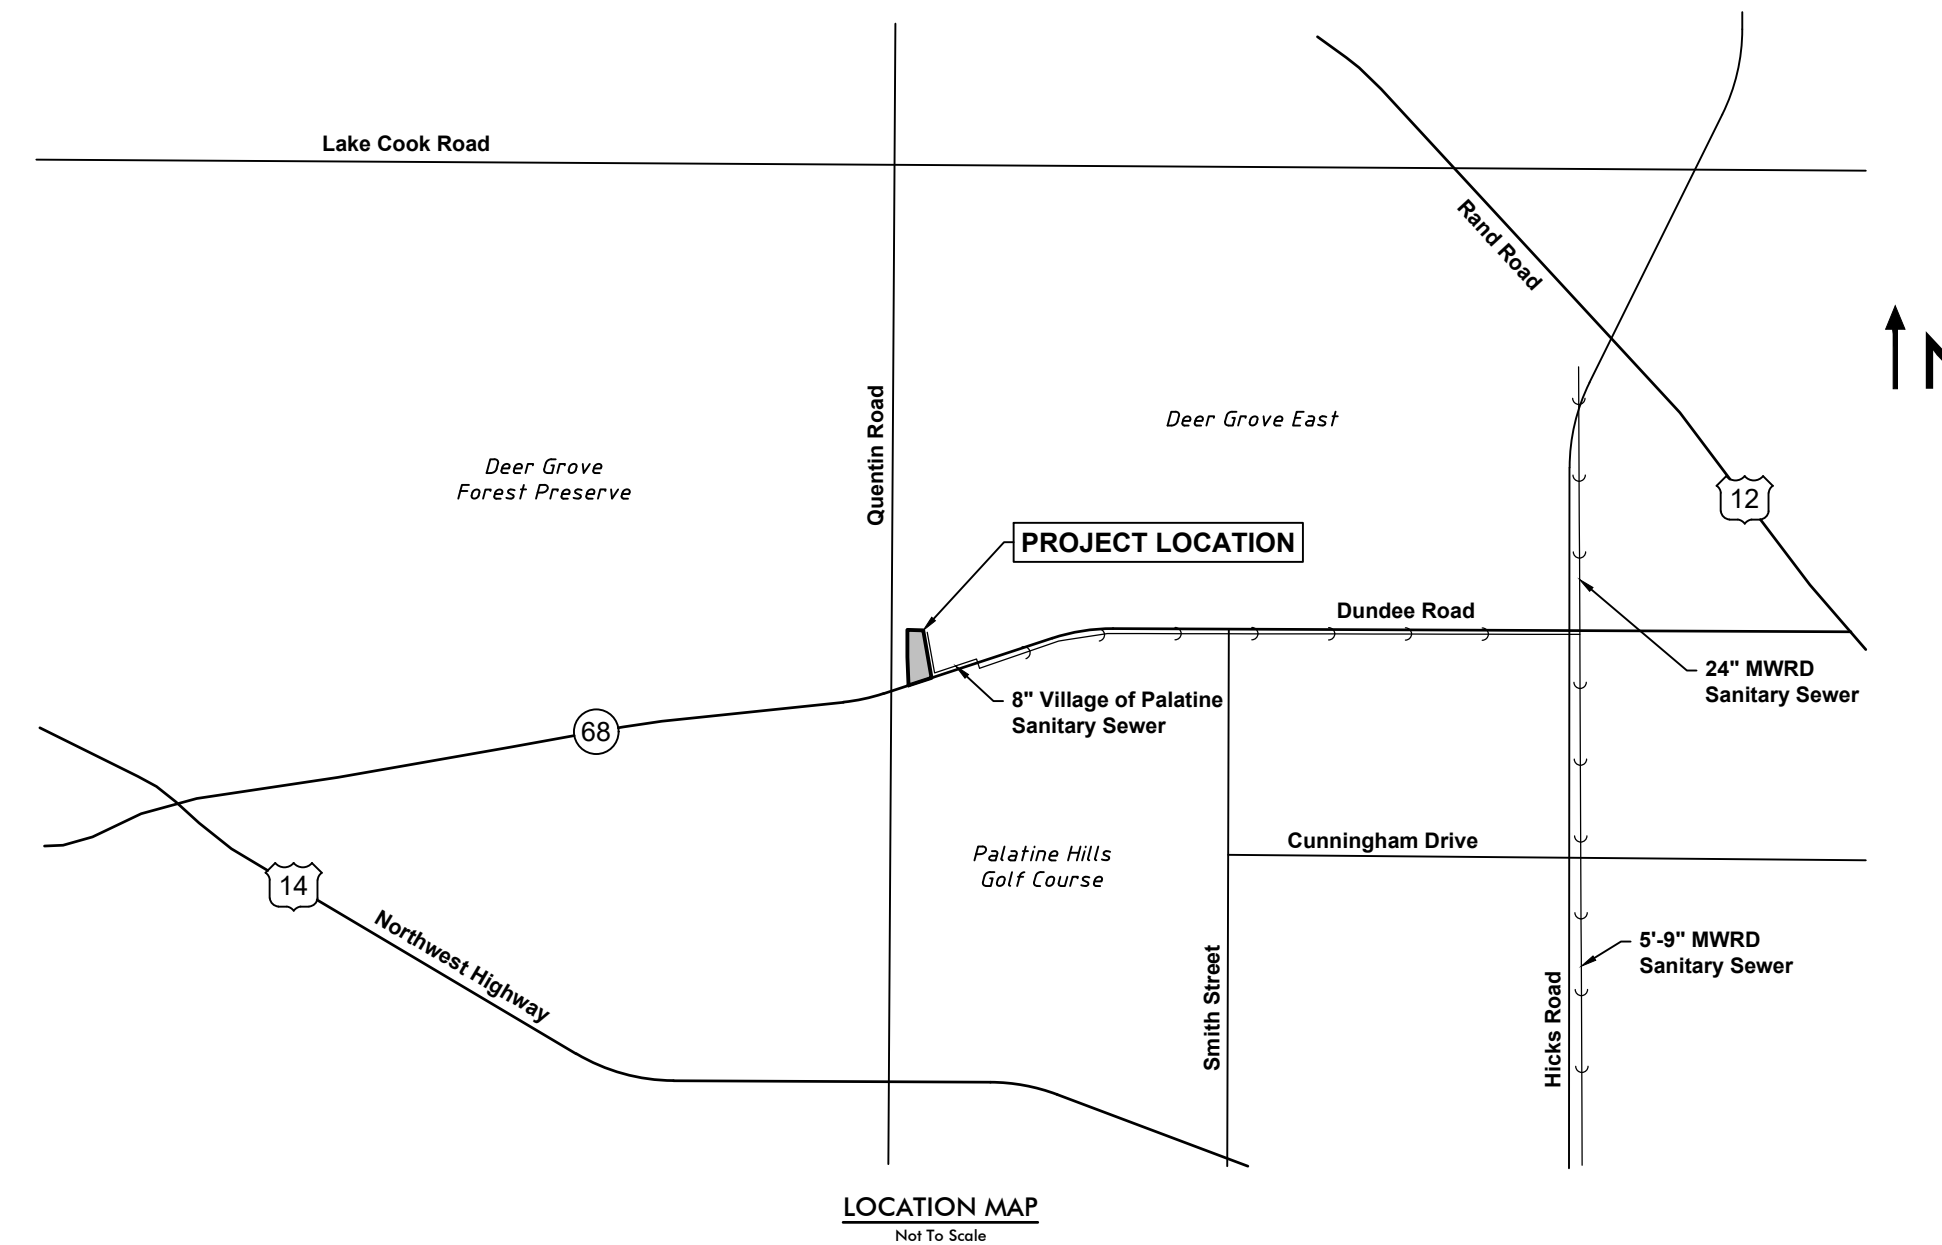 Lake Cook Road
Rand Road
N
Quentin Road
Deer Grove East
Deer Grove
Forest Preserve
12
PROJECT LOCATION
Dundee Road
24" MWRD
Sanitary Sewer
8" Village of Palatine
Sanitary Sewer
68
Cunningham Drive
Palatine Hills
Golf Course
14
Northwest Highway
5'-9" MWRD
Sanitary Sewer
Smith Street
Hicks Road
LOCATION MAP
Not To Scale